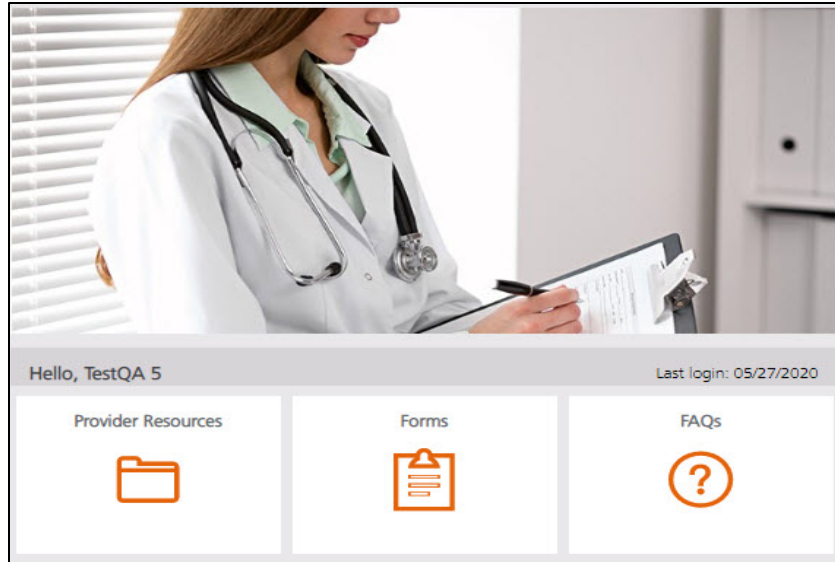 Hello, TestQA 5
Last login: 05/27/2020
Provider Resources
Forms
FAQs
?